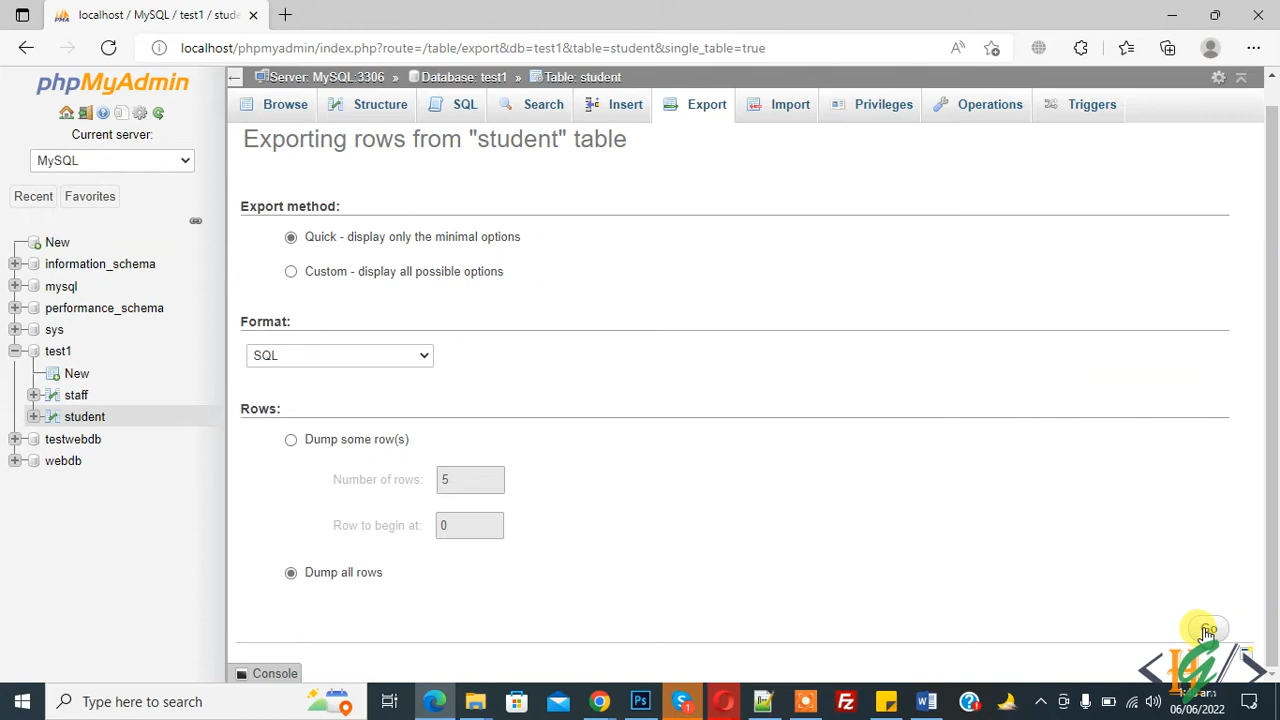 localhost / MySQL / test1 / stude
localhost/phpmyadmin/index.php?route=/table/export&db=test1&table=student&single_table=true
phpMyAdmin
Current server:
MySQL
Recent
Favorites
New
information_schema
mysql
performance_schema
sys
test1
New
staff
student
testwebdb
webdb
Server: MySQL:3306 » Database: test1 » Table: student
Browse
Structure
SQL
Search
Insert
Export
Import
Privileges
Operations
Triggers
Exporting rows from "student" table
Export method:
Quick - display only the minimal options
Custom - display all possible options
Format:
SQL
Rows:
Dump some row(s)
Number of rows: 5
Row to begin at: 0
Dump all rows
Go
Console
Type here to search
06/06/2022